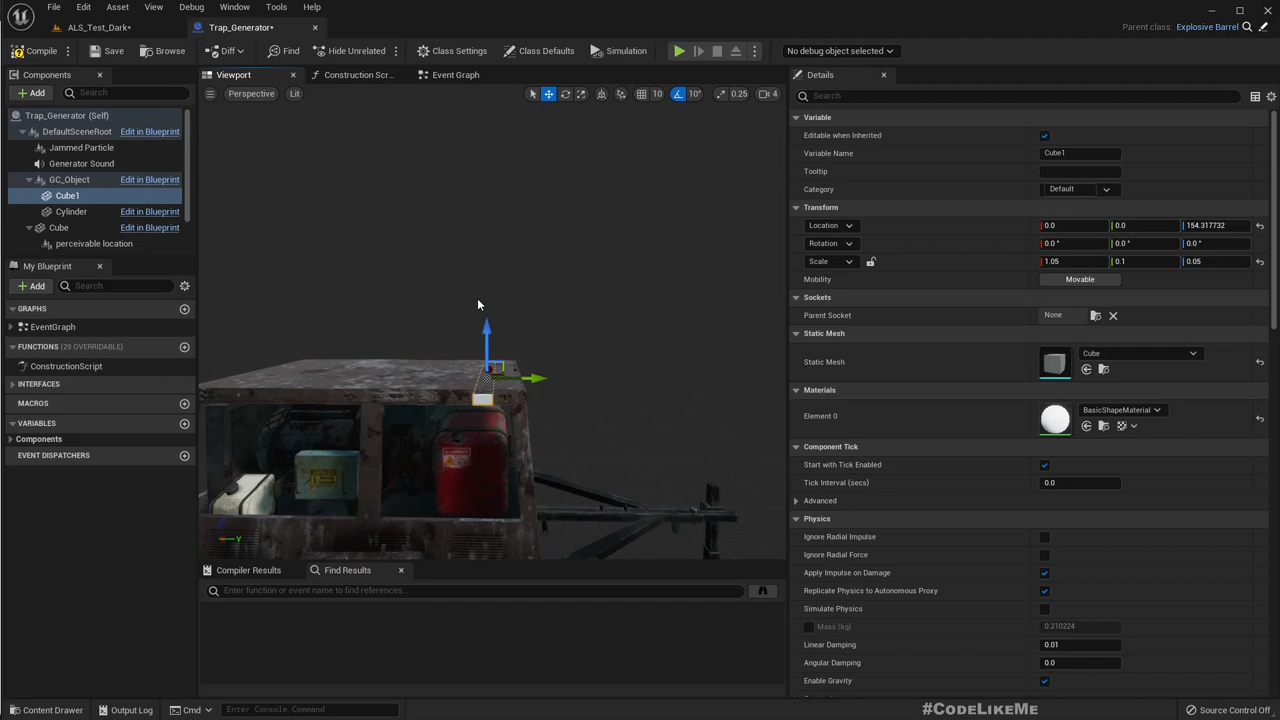 File Edit Asset View Debug Window Tools Help
ALS_Test_Dark* Trap_Generator* Parent class: Explosive Barrel
Compile Save Browse Diff Find Hide Unrelated Class Settings Class Defaults Simulation No debug object selected
Components Viewport Construction Scr... Event Graph Details
Add Search Perspective Lit 10 10° 0.25 4 Search
Trap_Generator (Self) Variable
DefaultSceneRoot Edit in Blueprint Editable when Inherited
Jammed Particle Variable Name Cube1
Generator Sound Tooltip
GC_Object Edit in Blueprint Category Default
Cube1 Transform
Cylinder Edit in Blueprint Location 0.0 0.0 154.317732
Cube Edit in Blueprint Rotation 0.0 ° 0.0 ° 0.0 °
perceivable location Scale 1.05 0.1 0.05
My Blueprint Mobility Movable
Add Search Sockets
GRAPHS Parent Socket None
EventGraph Static Mesh
FUNCTIONS (29 OVERRIDABLE) Static Mesh Cube
ConstructionScript
INTERFACES Materials
MACROS Element 0 BasicShapeMaterial
VARIABLES
Components Component Tick
EVENT DISPATCHERS Start with Tick Enabled
Tick Interval (secs) 0.0
Advanced
Physics
Ignore Radial Impulse
Y
Ignore Radial Force
Compiler Results Find Results Apply Impulse on Damage
Enter function or event name to find references... Replicate Physics to Autonomous Proxy
Simulate Physics
Mass (kg) 0.210224
Linear Damping 0.01
Angular Damping 0.0
Enable Gravity
Content Drawer Output Log Cmd Enter Console Command #CodeLikeMe Source Control Off